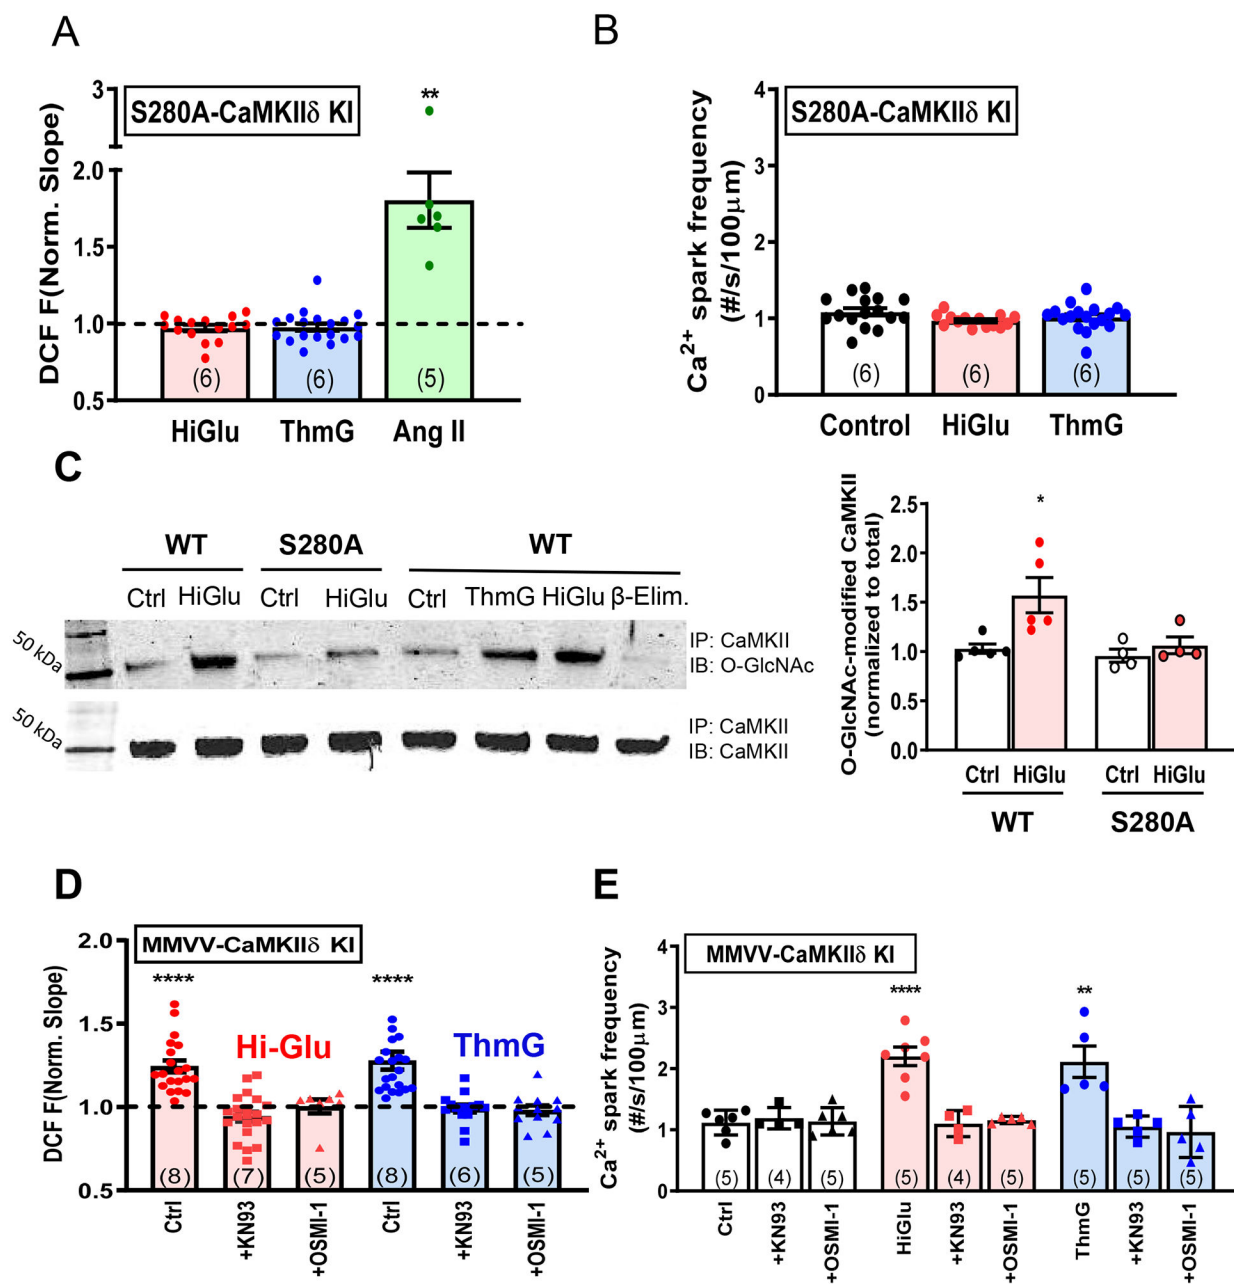 A
S280A-CaMKIIδ KI
DCF F(Norm. Slope)
3
2.0
1.5
1.0
0.5
**
(6)
(6)
(5)
HiGlu
ThmG
Ang II
B
S280A-CaMKIIδ KI
Ca2+ spark frequency
(#/s/100μm)
4
3
2
1
0
(6)
(6)
(6)
Control
HiGlu
ThmG
C
WT
S280A
WT
Ctrl
HiGlu
Ctrl
HiGlu
Ctrl
ThmG
HiGlu
β-Elim.
50 kDa
IP: CaMKII
IB: O-GlcNAc
50 kDa
IP: CaMKII
IB: CaMKII
O-GlcNAc-modified CaMKII
(normalized to total)
2.5
2.0
1.5
1.0
0.5
0.0
*
Ctrl
HiGlu
Ctrl
HiGlu
WT
S280A
D
MMVV-CaMKIIδ KI
DCF F(Norm. Slope)
2.0
1.5
1.0
0.5
****
****
Hi-Glu
ThmG
(8)
(7)
(5)
(8)
(6)
(5)
Ctrl
+KN93
+OSMI-1
Ctrl
+KN93
+OSMI-1
E
MMVV-CaMKIIδ KI
Ca2+ spark frequency
(#/s/100μm)
4
3
2
1
0
****
**
(5)
(4)
(5)
(5)
(4)
(5)
(5)
(5)
(5)
Ctrl
+KN93
+OSMI-1
HiGlu
+KN93
+OSMI-1
ThmG
+KN93
+OSMI-1